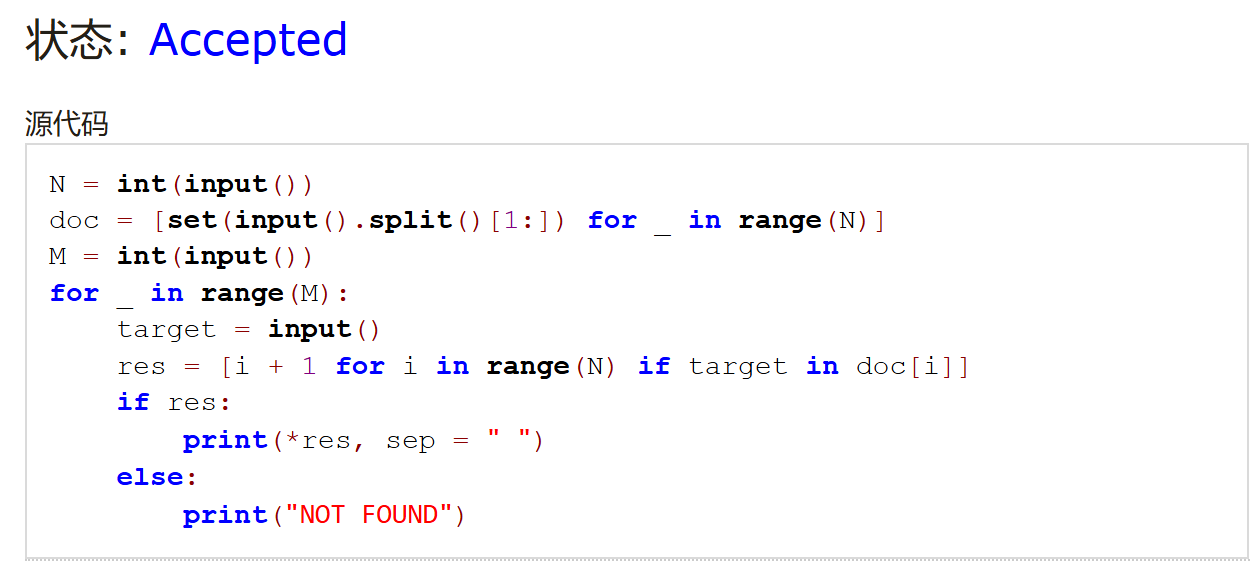 状态: Accepted
源代码
N = int(input())
doc = [set(input().split()[1:]) for _ in range(N)]
M = int(input())
for _ in range(M):
    target = input()
    res = [i + 1 for i in range(N) if target in doc[i]]
    if res:
        print(*res, sep = " ")
    else:
        print("NOT FOUND")